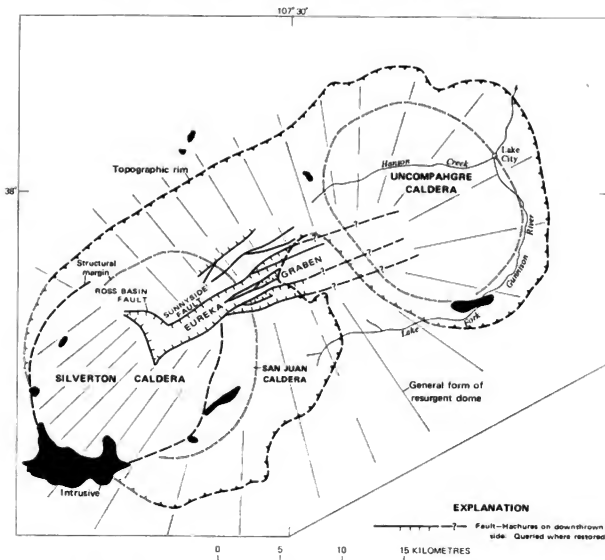 107° 30'
38°
Topographic rim
Hanson Creek
Lake City
UNCOMPAHGRE
CALDERA
Gunnison River
Structural margin
ROSS BASIN
FAULT
SUNNYSIDE FAULT
EUREKA GRABEN
? ? ?
? ? ?
Lake Fork
SILVERTON CALDERA
SAN JUAN
CALDERA
General form of
resurgent dome
Intrusive
EXPLANATION
? Fault—Hachures on downthrown
side. Queried where restored
0 5 10 15 KILOMETRES